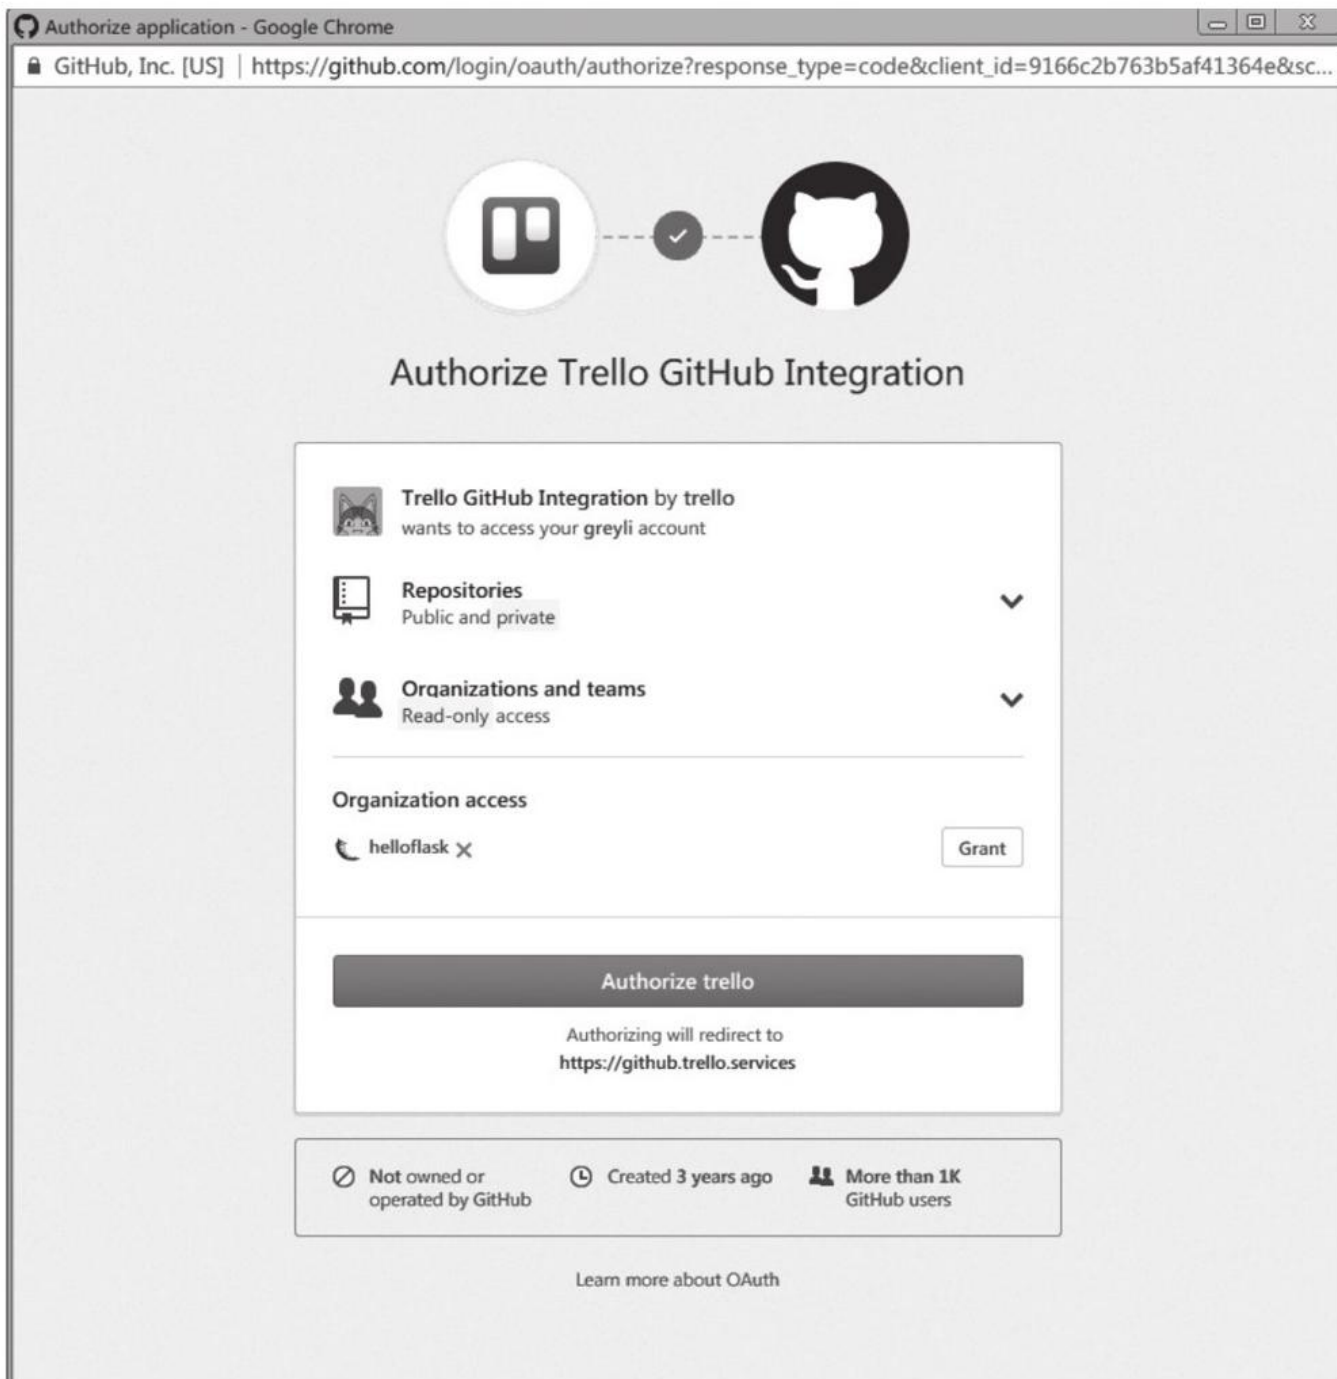 Authorize application - Google Chrome
GitHub, Inc. [US] | https://github.com/login/oauth/authorize?response_type=code&client_id=9166c2b763b5af41364e&sc...
Authorize Trello GitHub Integration
Trello GitHub Integration by trello
wants to access your greyli account
Repositories
Public and private
Organizations and teams
Read-only access
Organization access
helloflask
Grant
Authorize trello
Authorizing will redirect to
https://github.trello.services
Not owned or
operated by GitHub
Created 3 years ago
More than 1K
GitHub users
Learn more about OAuth